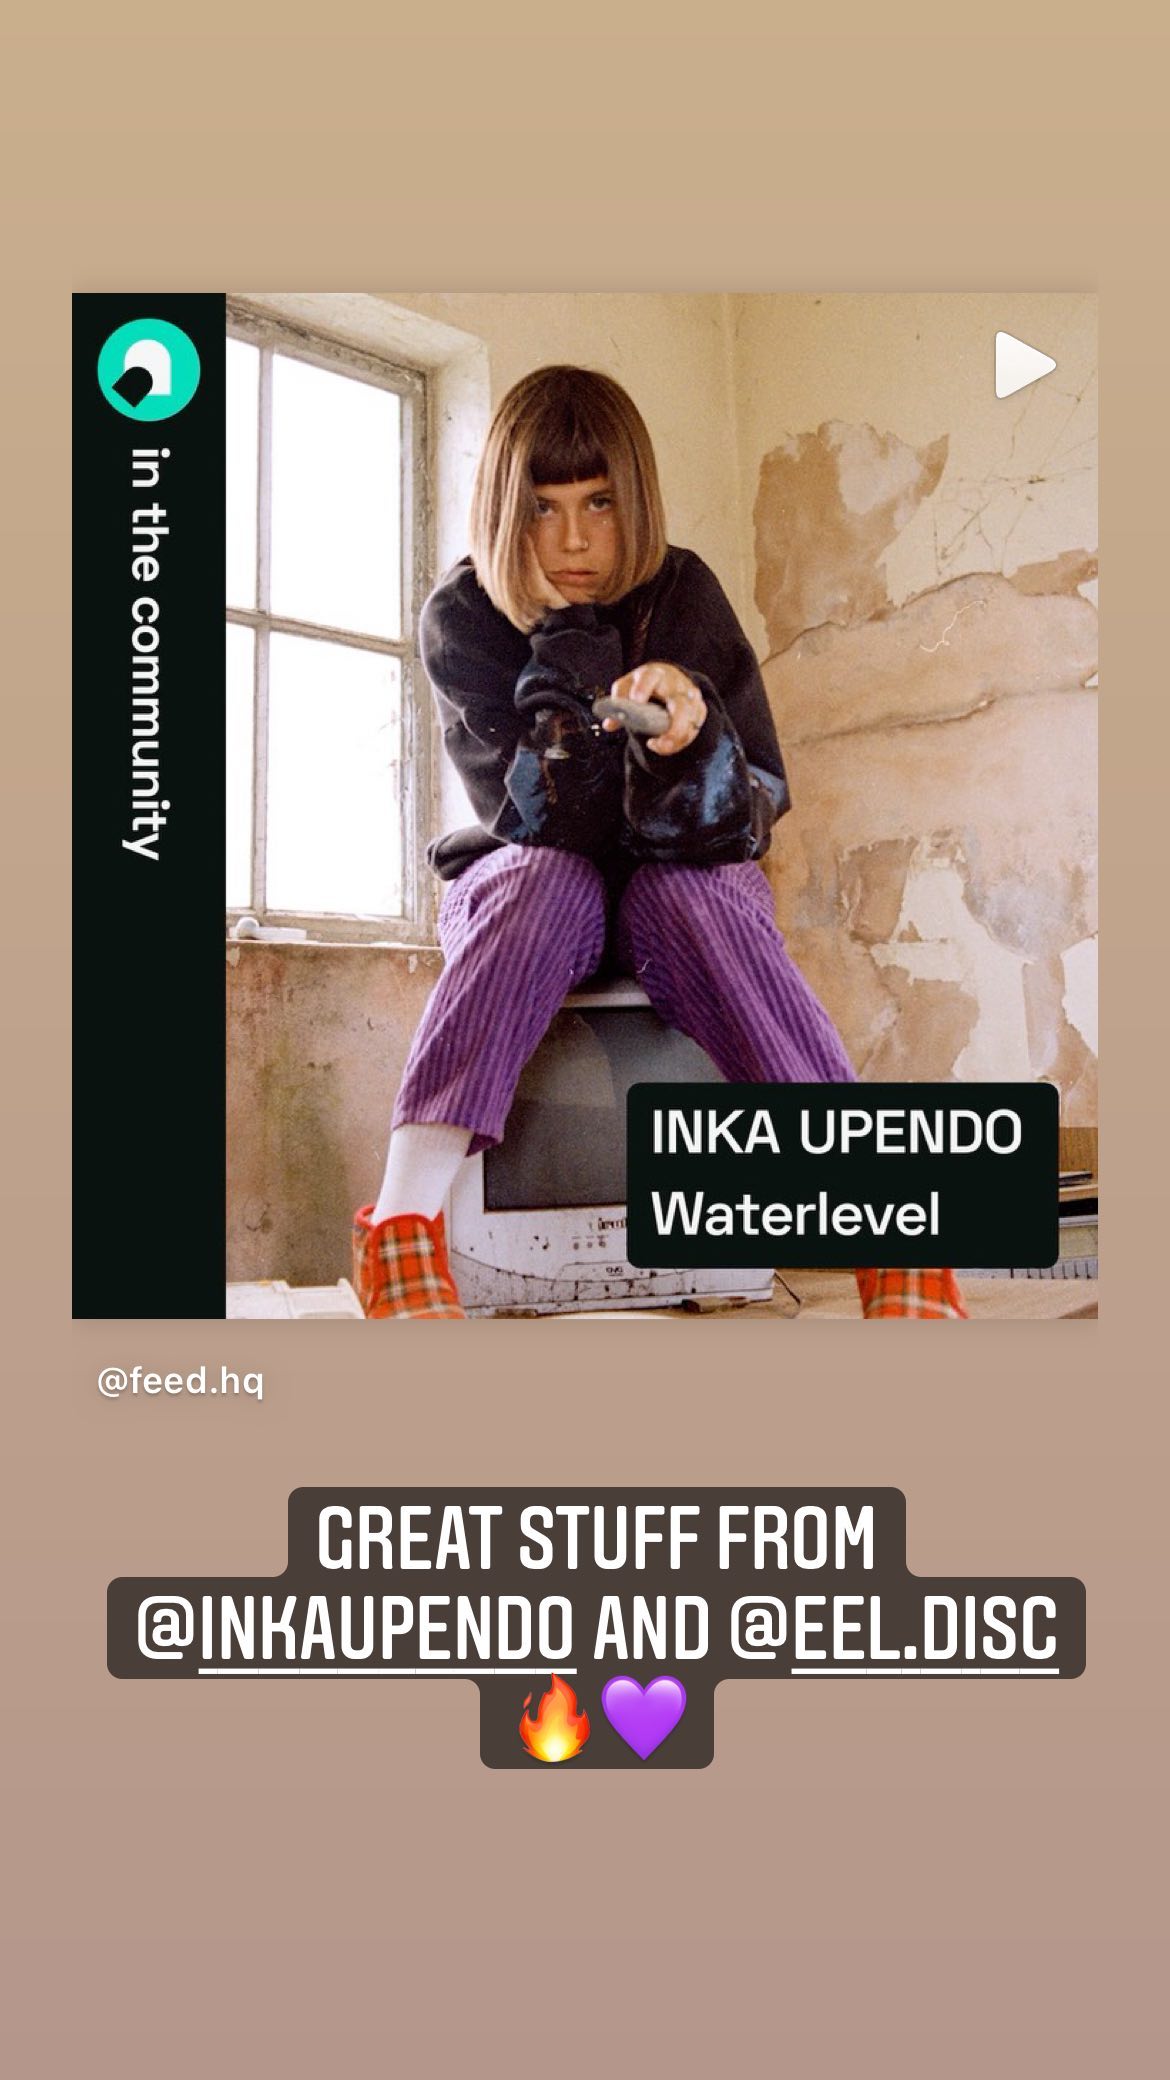 in the community
INKA UPENDO
Waterlevel
@feed.hq
GREAT STUFF FROM
@INKAUPENDO AND @EEL.DISC
🔥💜